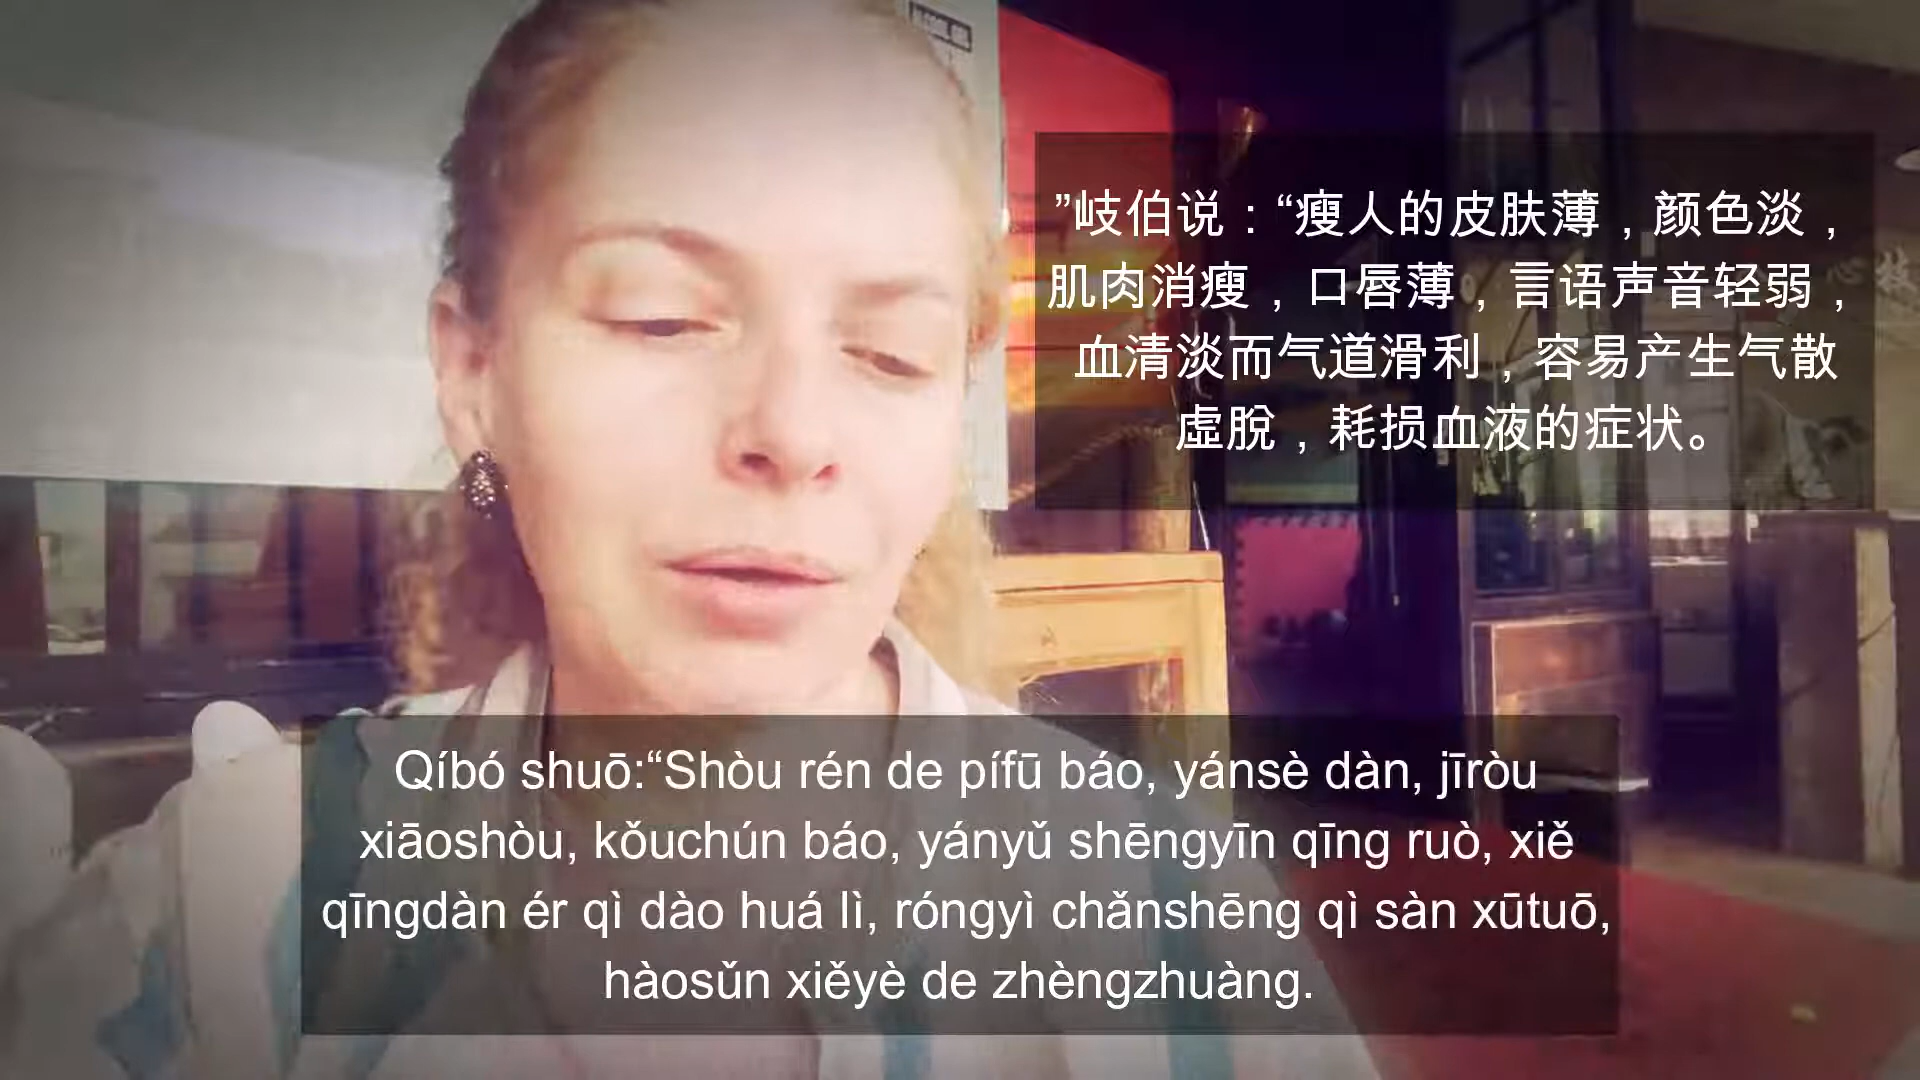 ALCOOL GEL
”岐伯说：“瘦人的皮肤薄，颜色淡，
肌肉消瘦，口唇薄，言语声音轻弱，
血清淡而气道滑利，容易产生气散
虛脫，耗损血液的症状。
Qíbó shuō:“Shòu rén de pífū báo, yánsè dàn, jīròu
xiāoshòu, kǒuchún báo, yányǔ shēngyīn qīng ruò, xiě
qīngdàn ér qì dào huá lì, róngyì chǎnshēng qì sàn xūtuō,
hàosǔn xiěyè de zhèngzhuàng.